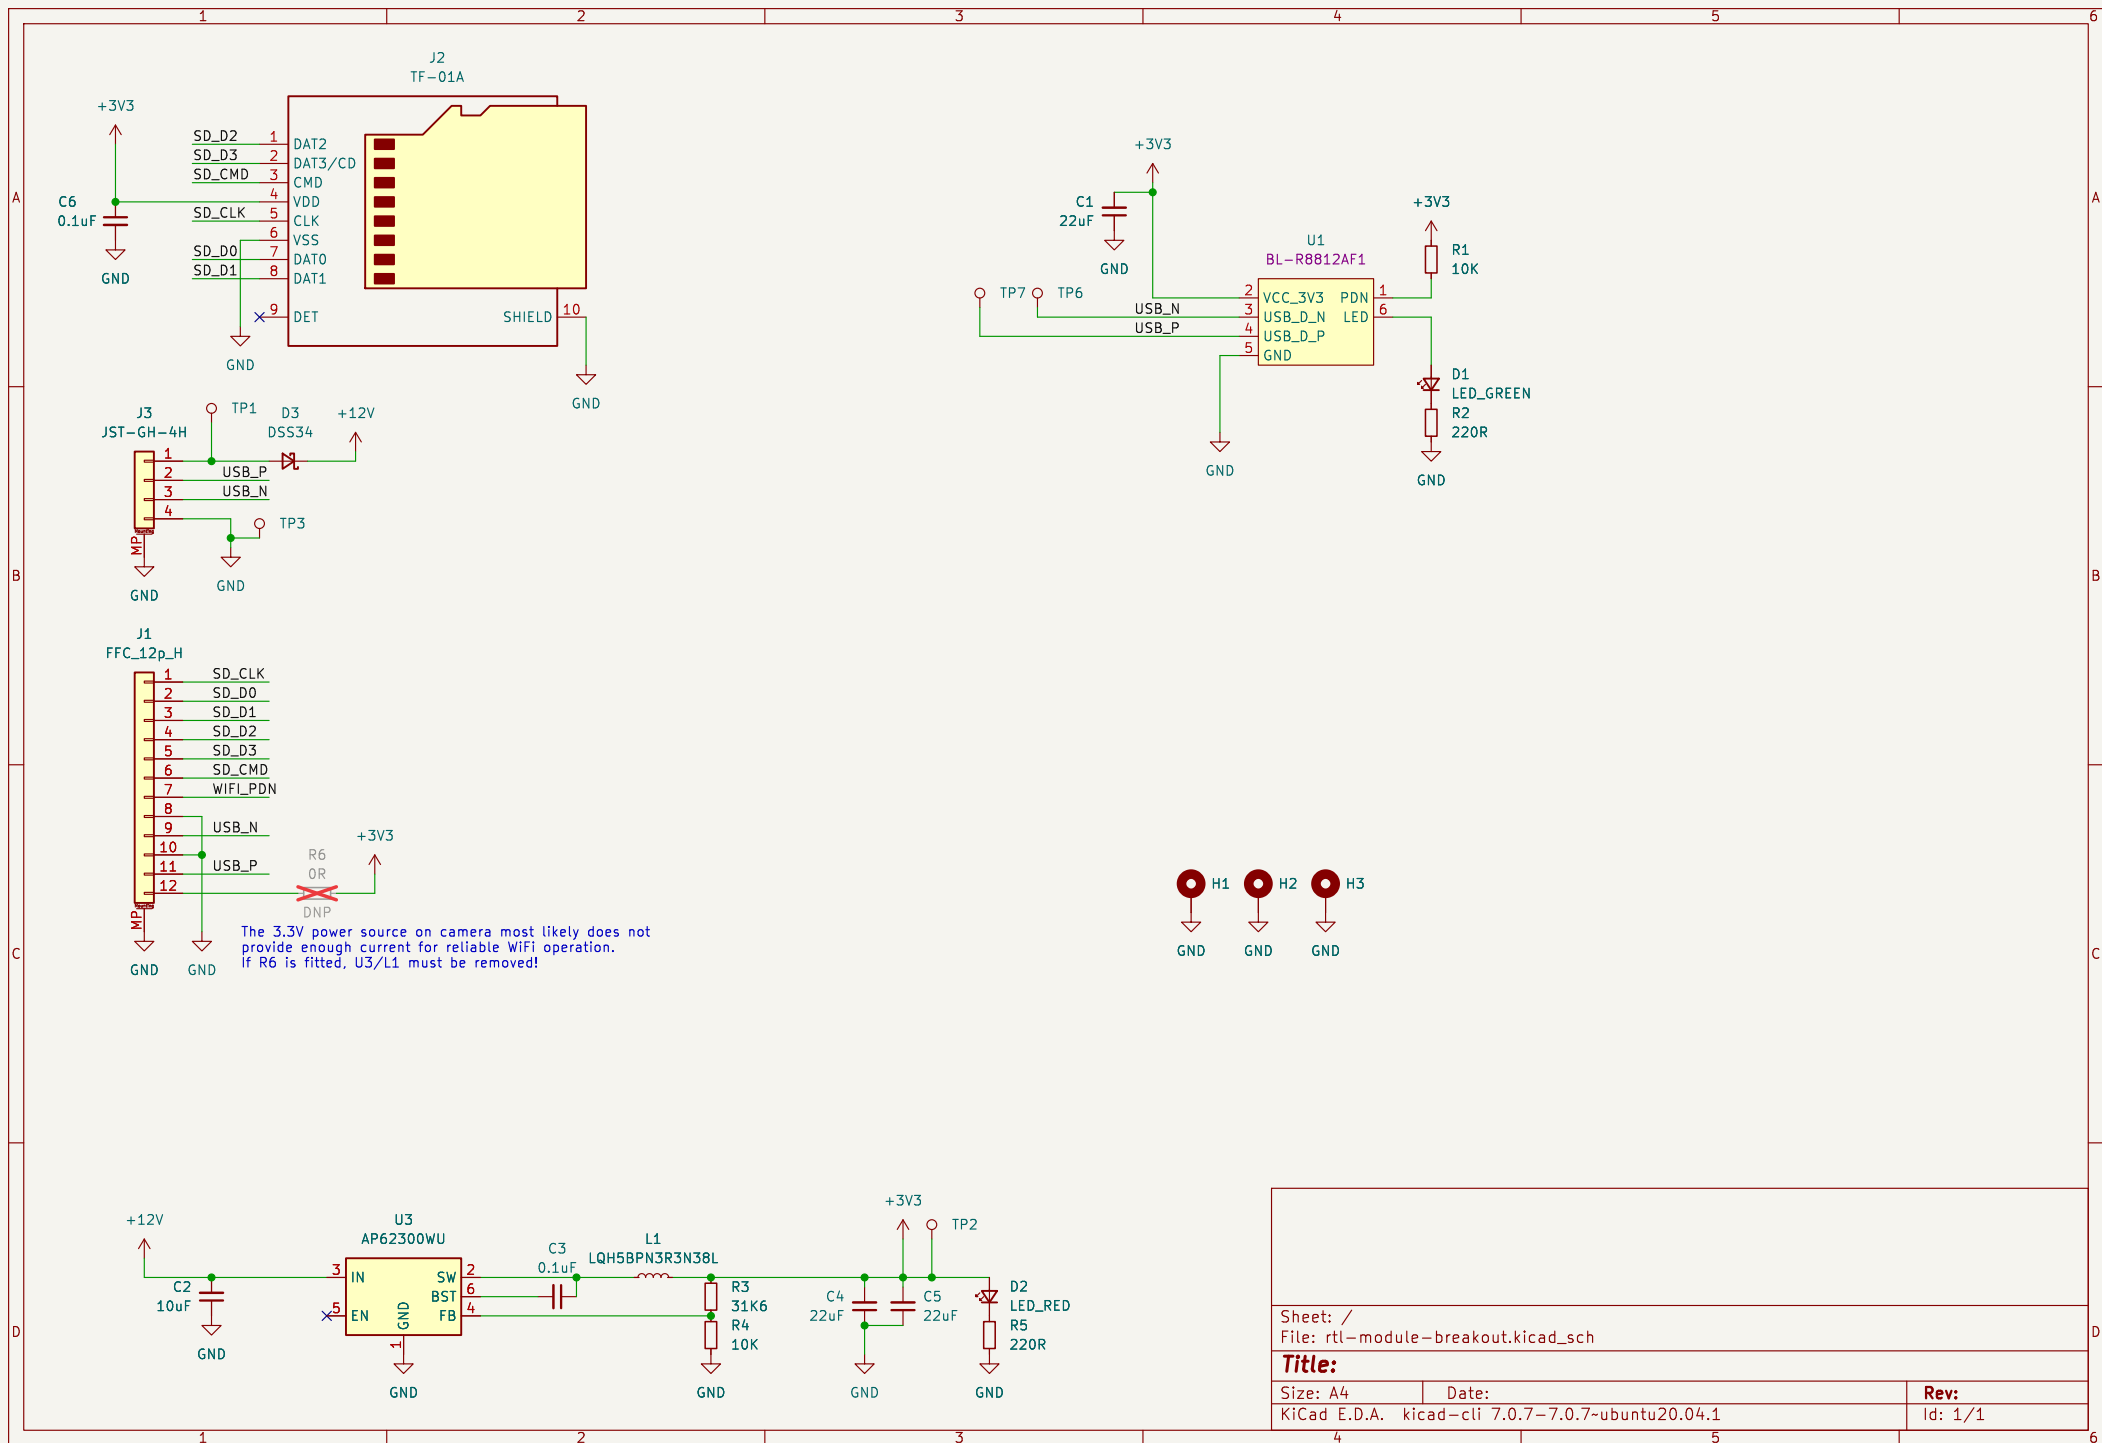 1 2 3 4 5 6
A
B
C
D
A
B
C
D
1 2 3 4 5 6
J2
TF-01A
+3V3
C6
0.1uF
GND
SD_D2 1 DAT2
SD_D3 2 DAT3/CD
SD_CMD 3 CMD
4 VDD
SD_CLK 5 CLK
6 VSS
SD_D0 7 DAT0
SD_D1 8 DAT1
9 DET
SHIELD 10
GND
GND
J3
JST-GH-4H
TP1
D3
DSS34
+12V
1
2 USB_P
3 USB_N
4
TP3
MP
GND
GND
J1
FFC_12p_H
1 SD_CLK
2 SD_D0
3 SD_D1
4 SD_D2
5 SD_D3
6 SD_CMD
7 WIFI_PDN
8
9 USB_N
10
11 USB_P
12
R6
0R
DNP
+3V3
MP
GND
GND
The 3.3V power source on camera most likely does not
provide enough current for reliable WiFi operation.
If R6 is fitted, U3/L1 must be removed!
+3V3
C1
22uF
GND
U1
BL-R8812AF1
+3V3
R1
10K
TP7 TP6
USB_N
USB_P
2 VCC_3V3 PDN 1
3 USB_D_N LED 6
4 USB_D_P
5 GND
GND
D1
LED_GREEN
R2
220R
GND
H1 H2 H3
GND GND GND
+12V
C2
10uF
GND
U3
AP62300WU
3 IN SW 2
BST 6
5 EN FB 4
GND
1
GND
C3
0.1uF
L1
LQH5BPN3R3N38L
R3
31K6
R4
10K
GND
+3V3
TP2
C4
22uF
C5
22uF
GND
D2
LED_RED
R5
220R
GND
Sheet: /
File: rtl-module-breakout.kicad_sch
Title:
Size: A4 Date: Rev:
KiCad E.D.A. kicad-cli 7.0.7-7.0.7~ubuntu20.04.1 Id: 1/1